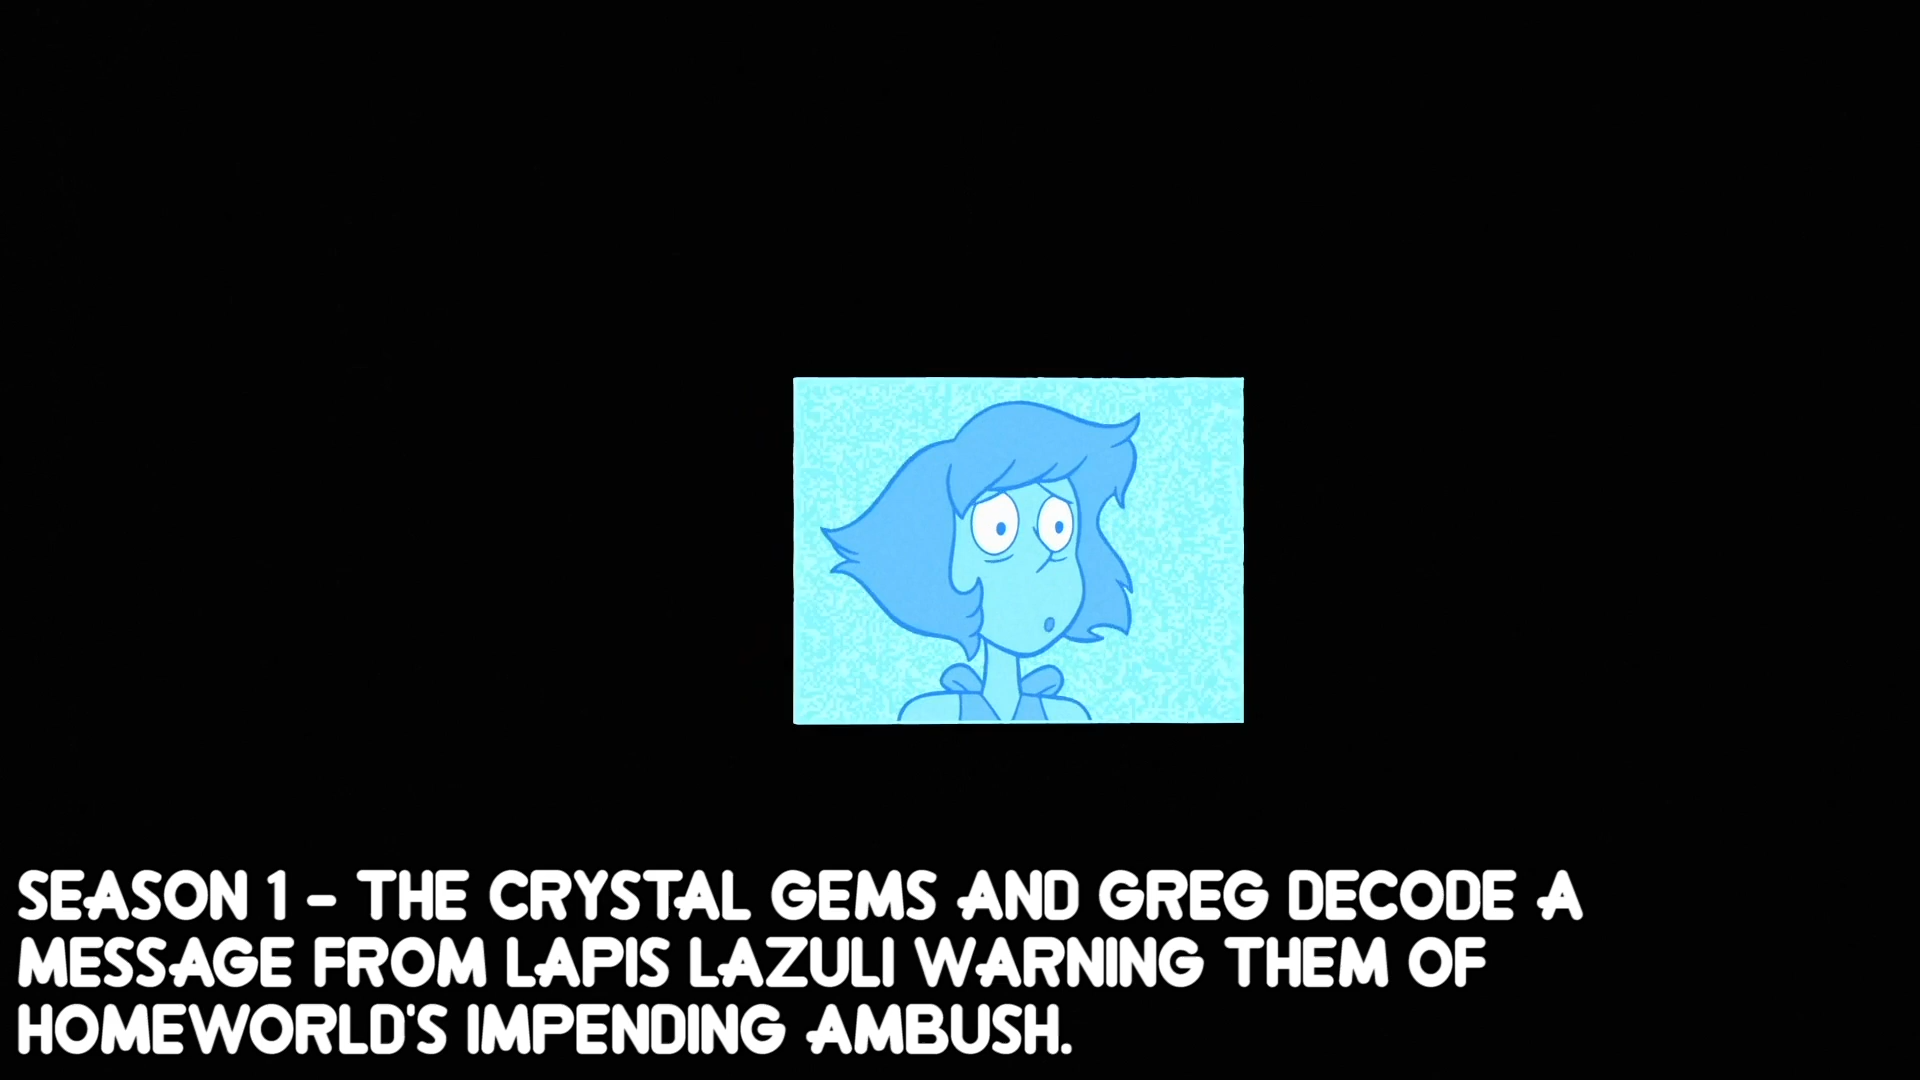 SEASON 1 – THE CRYSTAL GEMS AND GREG DECODE A
MESSAGE FROM LAPIS LAZULI WARNING THEM OF
HOMEWORLD'S IMPENDING AMBUSH.